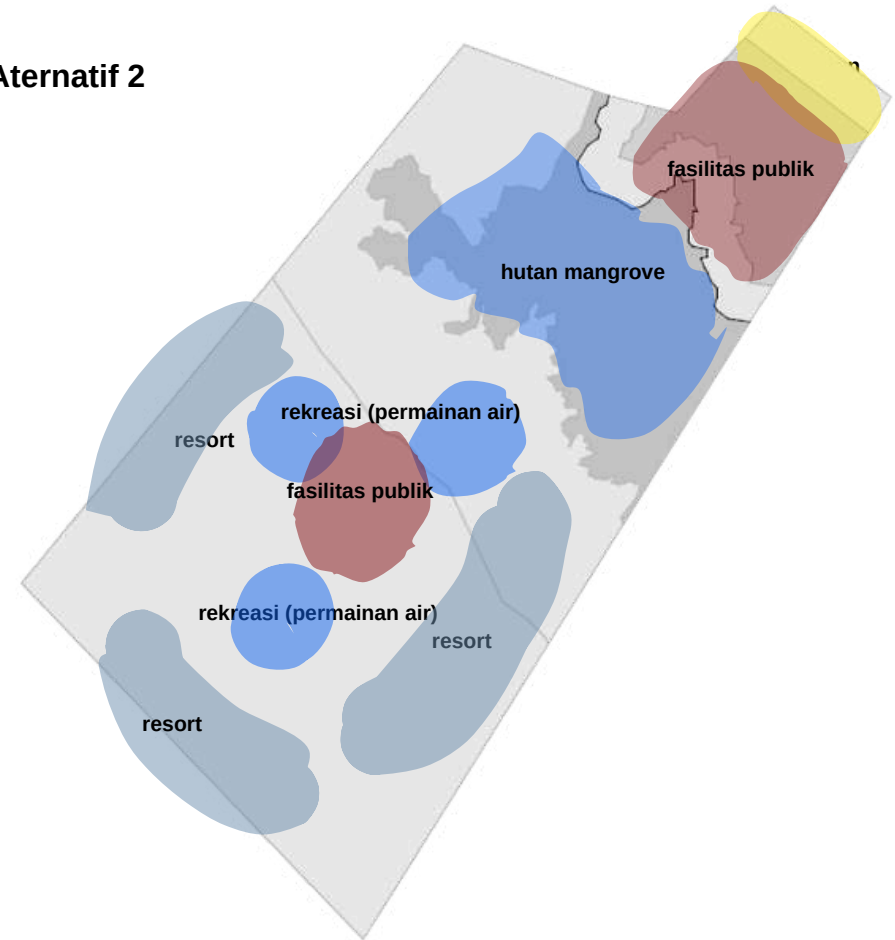 Aternatif 2
fasilitas publik
hutan mangrove
rekreasi (permainan air)
resort
fasilitas publik
rekreasi (permainan air)
resort
resort